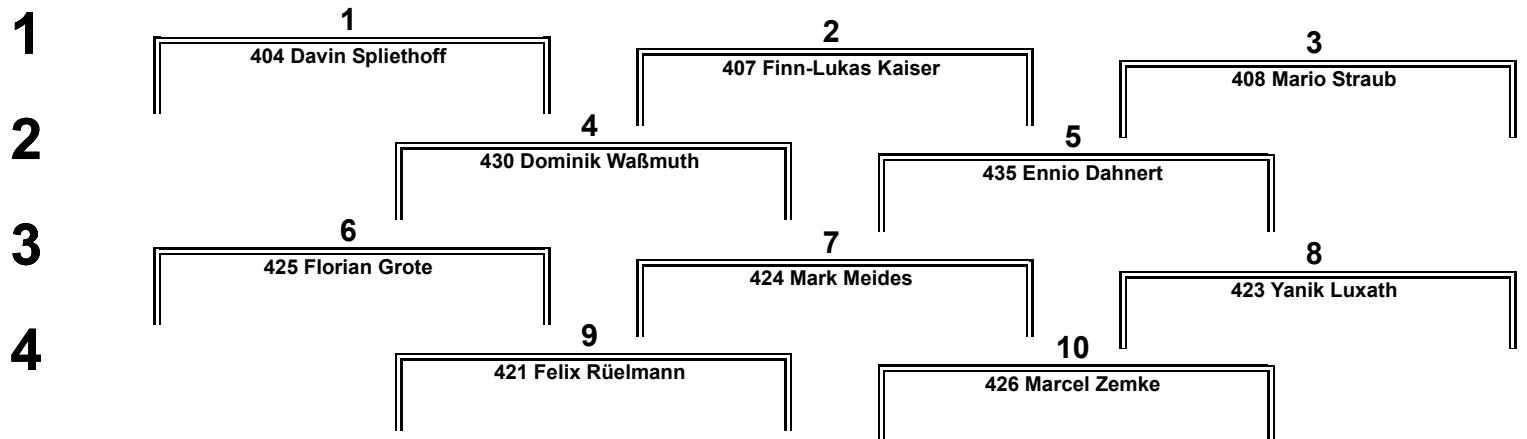 1
1
404 Davin Spliethoff
2
407 Finn-Lukas Kaiser
3
408 Mario Straub
2
4
430 Dominik Waßmuth
5
435 Ennio Dahnert
3
6
425 Florian Grote
7
424 Mark Meides
8
423 Yanik Luxath
4
9
421 Felix Rüelmann
10
426 Marcel Zemke